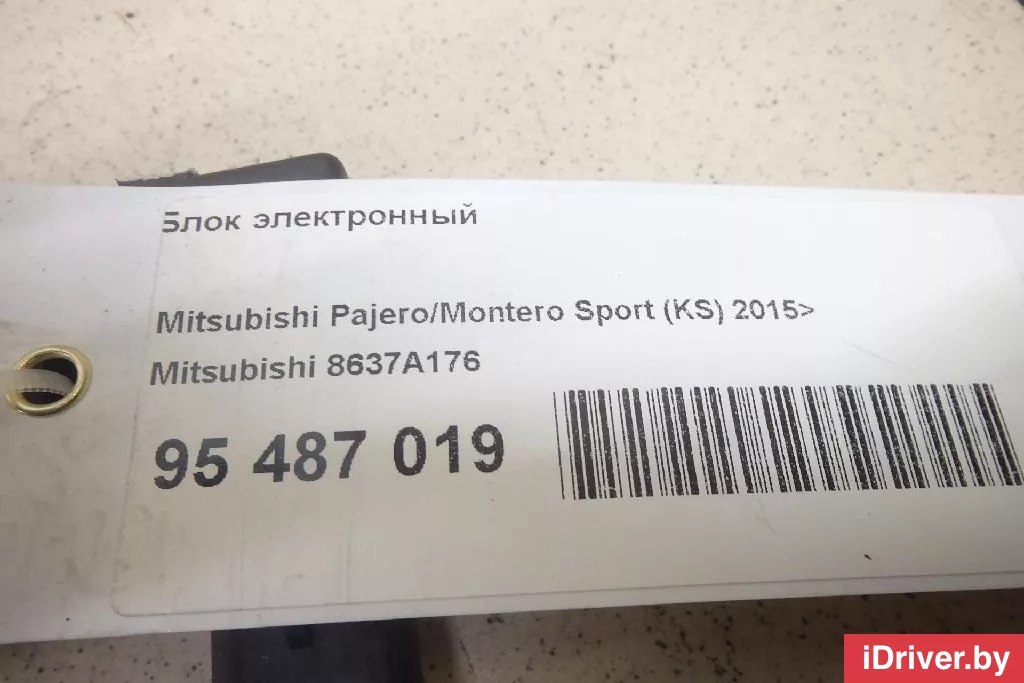 Блок электронный
Mitsubishi Pajero/Montero Sport (KS) 2015>
Mitsubishi 8637A176
95 487 019
iDriver.by